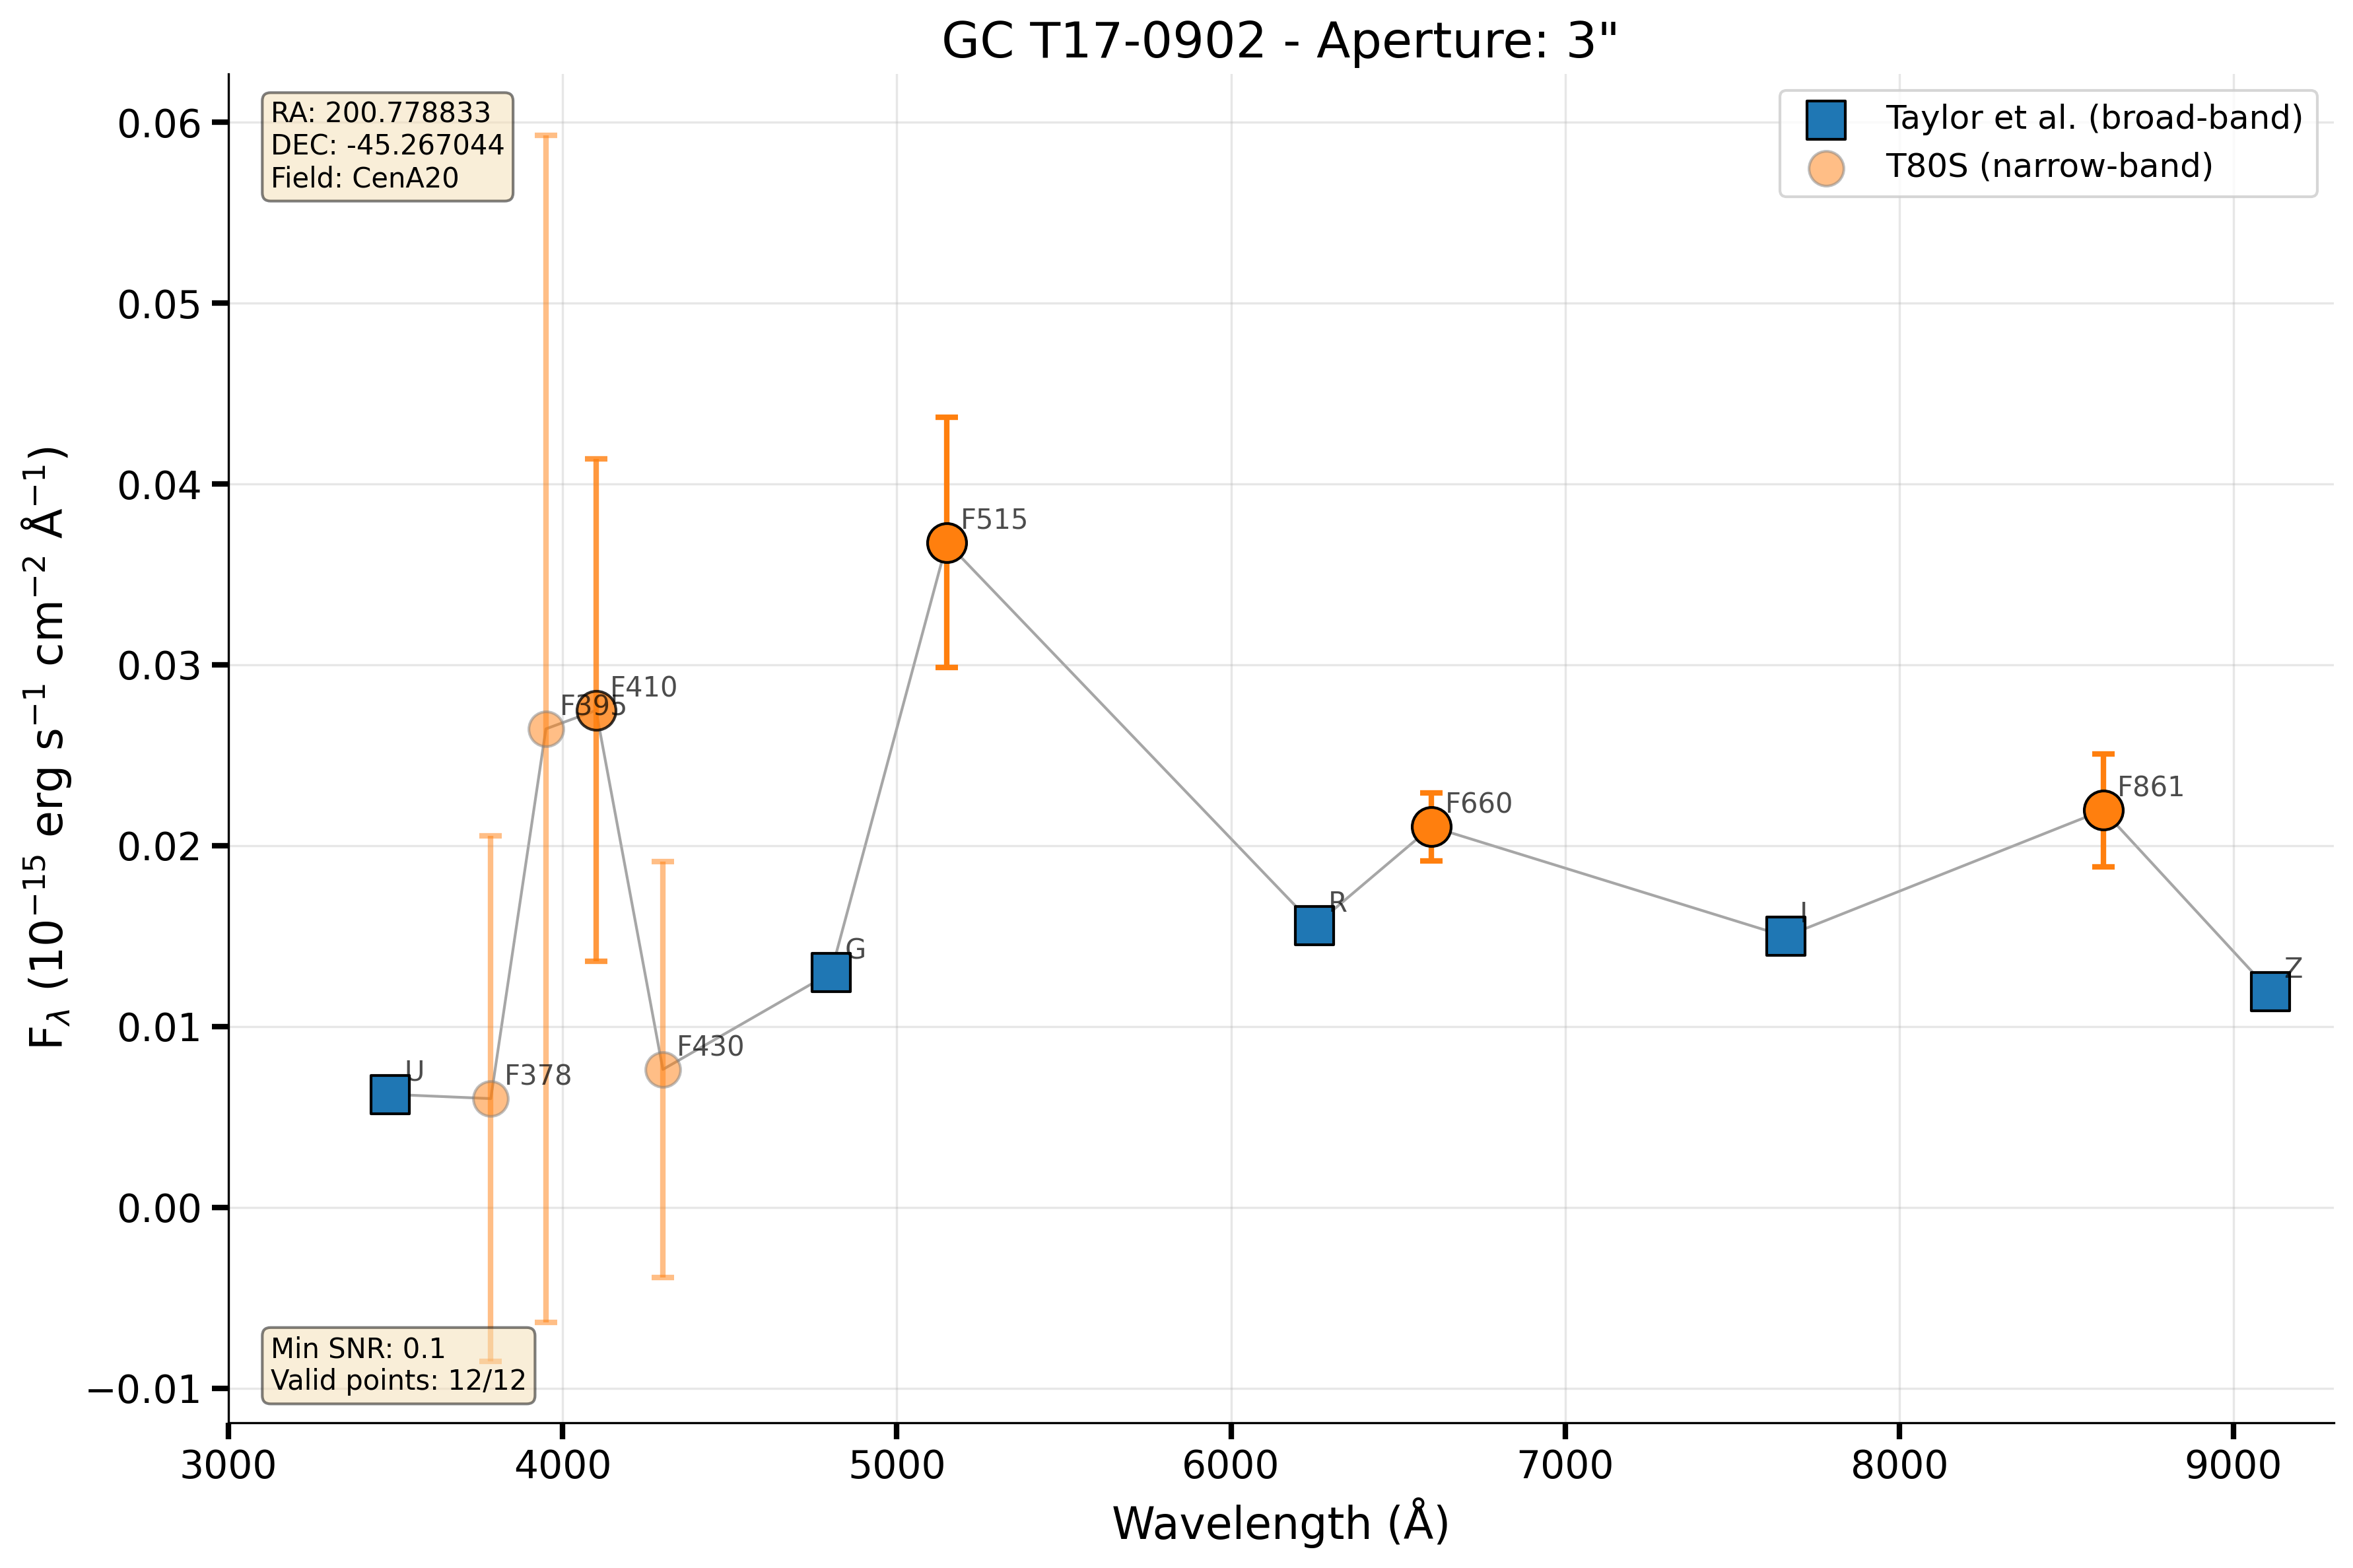 GC T17-0902 - Aperture: 3"
RA: 200.778833
DEC: -45.267044
Field: CenA20
Taylor et al. (broad-band)
T80S (narrow-band)
F$_{\lambda}$ (10$^{-15}$ erg s$^{-1}$ cm$^{-2}$ Å$^{-1}$)
0.06
0.05
0.04
0.03
0.02
0.01
0.00
−0.01
U
F378
F395
F410
F430
G
F515
R
F660
I
F861
Z
Min SNR: 0.1
Valid points: 12/12
3000 4000 5000 6000 7000 8000 9000
Wavelength (Å)